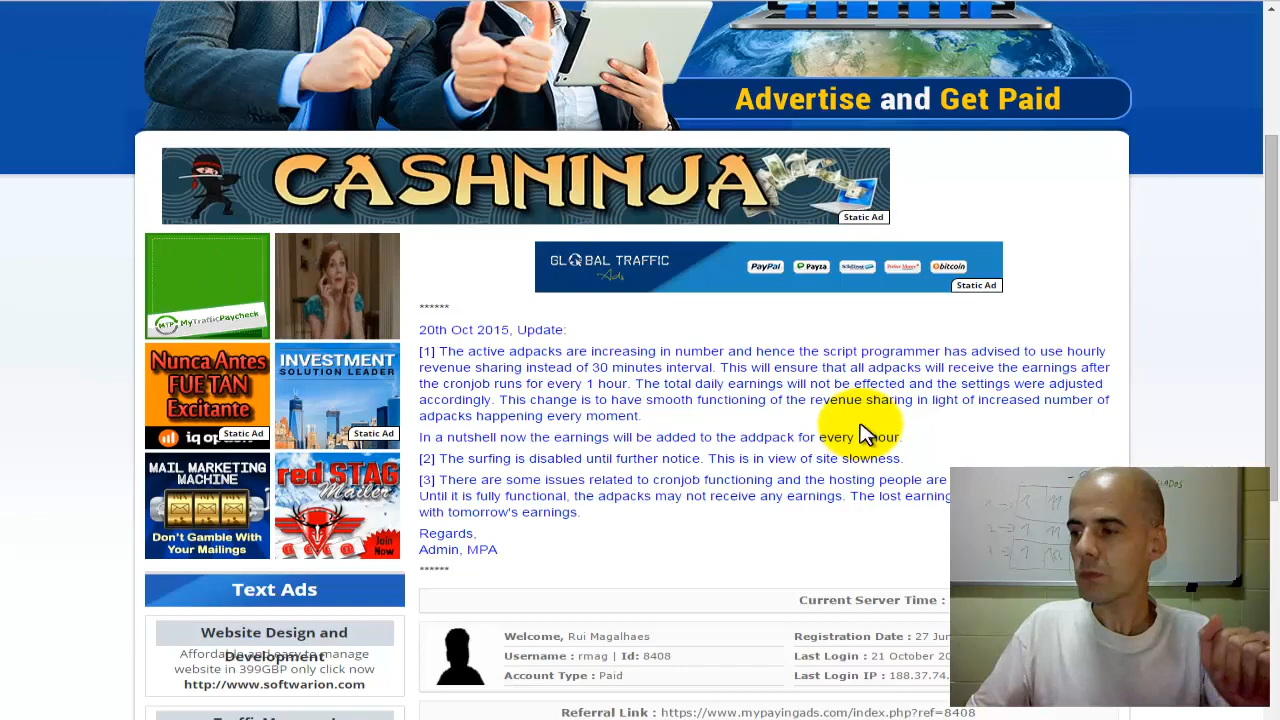 Advertise and Get Paid
CASHNINJA
Static Ad
GLOBAL TRAFFIC
Ads
PayPal
Payza
bitcoin
Static Ad
MTP MyTrafficPaycheck
Nunca Antes
FUE TAN
Excitante
iq option
Static Ad
INVESTMENT
SOLUTION LEADER
Static Ad
MAIL MARKETING
MACHINE
DON'T GAMBLE WITH
YOUR MAILINGS
red STAG
Mailer
Join
Now
Text Ads
Website Design and
Development
Affordable and easy to manage
website in 399GBP only click now
http://www.softwarion.com
******
20th Oct 2015, Update:
[1] The active adpacks are increasing in number and hence the script programmer has advised to use hourly
revenue sharing instead of 30 minutes interval. This will ensure that all adpacks will receive the earnings after
the cronjob runs for every 1 hour. The total daily earnings will not be effected and the settings were adjusted
accordingly. This change is to have smooth functioning of the revenue sharing in light of increased number of
adpacks happening every moment.
In a nutshell now the earnings will be added to the addpack for every hour.
[2] The surfing is disabled until further notice. This is in view of site slowness.
[3] There are some issues related to cronjob functioning and the hosting people are
Until it is fully functional, the adpacks may not receive any earnings. The lost earning
with tomorrow's earnings.
Regards,
Admin, MPA
******
Current Server Time :
Welcome, Rui Magalhaes
Registration Date : 27 Jun
Username : rmag | Id: 8408
Last Login : 21 October 20
Account Type : Paid
Last Login IP : 188.37.74.
Referral Link : https://www.mypayingads.com/index.php?ref=8408